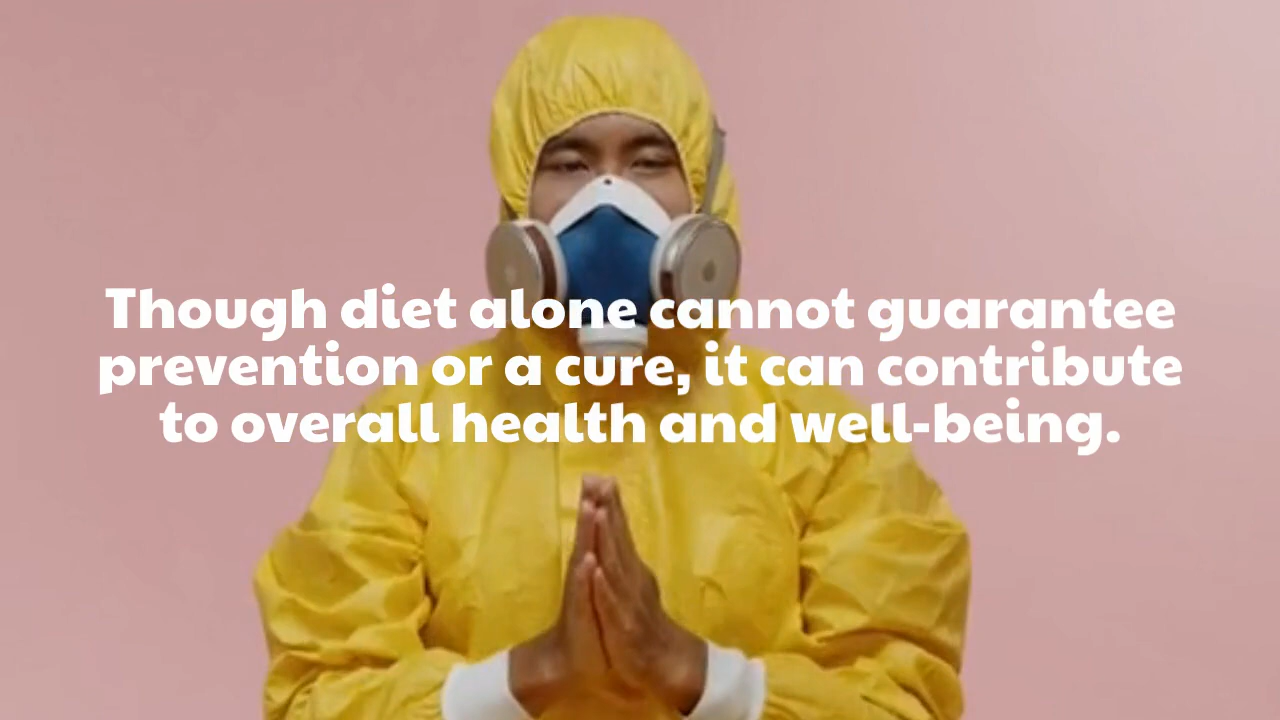 Though diet alone cannot guarantee
prevention or a cure, it can contribute
to overall health and well-being.